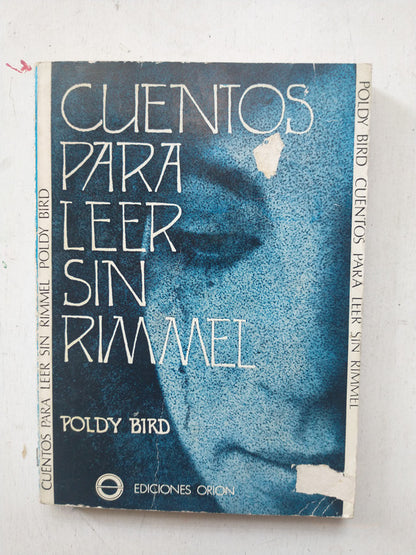 CUENTOS
PARA
LEER
SIN
RIMMEL
POLDY BIRD
EDICIONES ORION
CUENTOS PARA LEER SIN RIMMEL POLDY BIRD
POLDY BIRD CUENTOS PARA LEER SIN RIMMEL